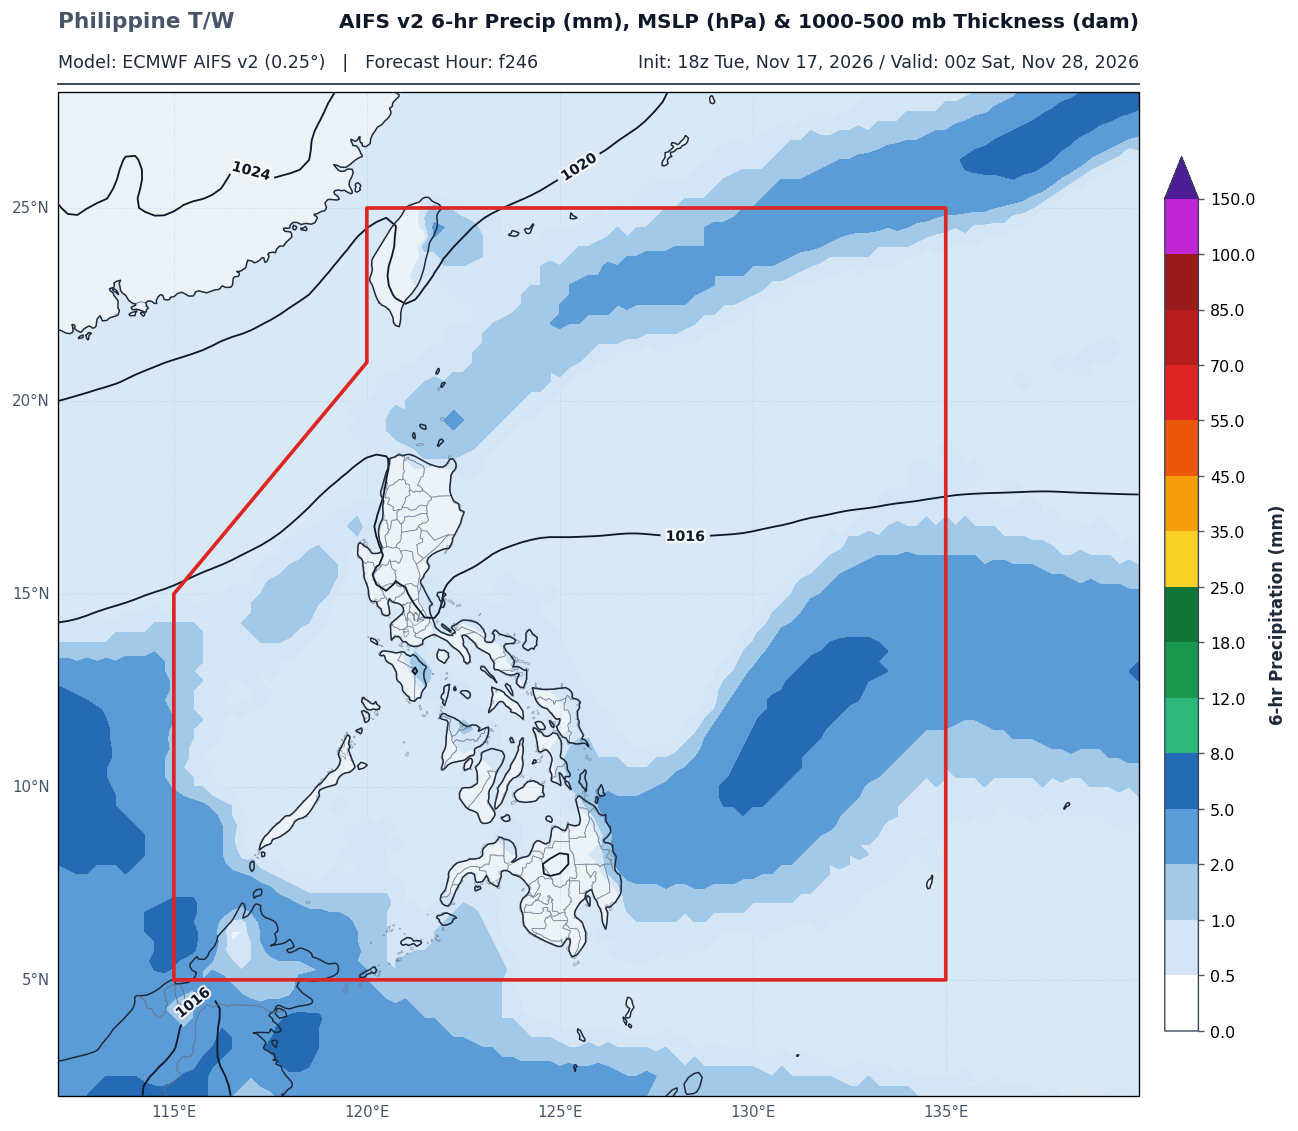 Philippine T/W
AIFS v2 6-hr Precip (mm), MSLP (hPa) & 1000-500 mb Thickness (dam)
Model: ECMWF AIFS v2 (0.25°) | Forecast Hour: f246
Init: 18z Tue, Nov 17, 2026 / Valid: 00z Sat, Nov 28, 2026
1024
1020
1016
1016
25°N
20°N
15°N
10°N
5°N
115°E
120°E
125°E
130°E
135°E
150.0
100.0
85.0
70.0
55.0
45.0
35.0
25.0
18.0
12.0
8.0
5.0
2.0
1.0
0.5
0.0
6-hr Precipitation (mm)